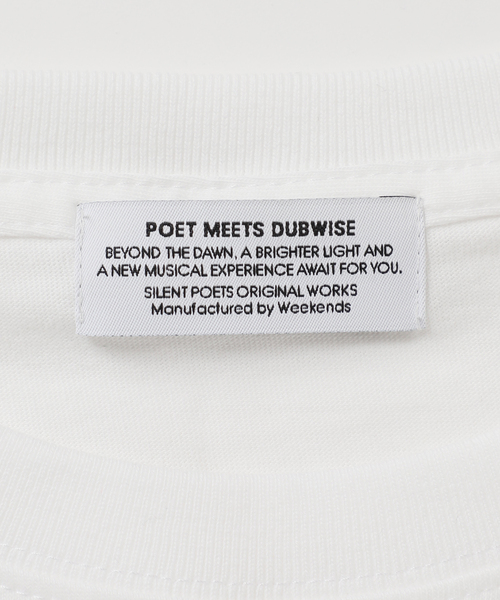 POET MEETS DUBWISE
BEYOND THE DAWN, A BRIGHTER LIGHT AND
A NEW MUSICAL EXPERIENCE AWAIT FOR YOU.
SILENT POETS ORIGINAL WORKS
Manufactured by Weekends